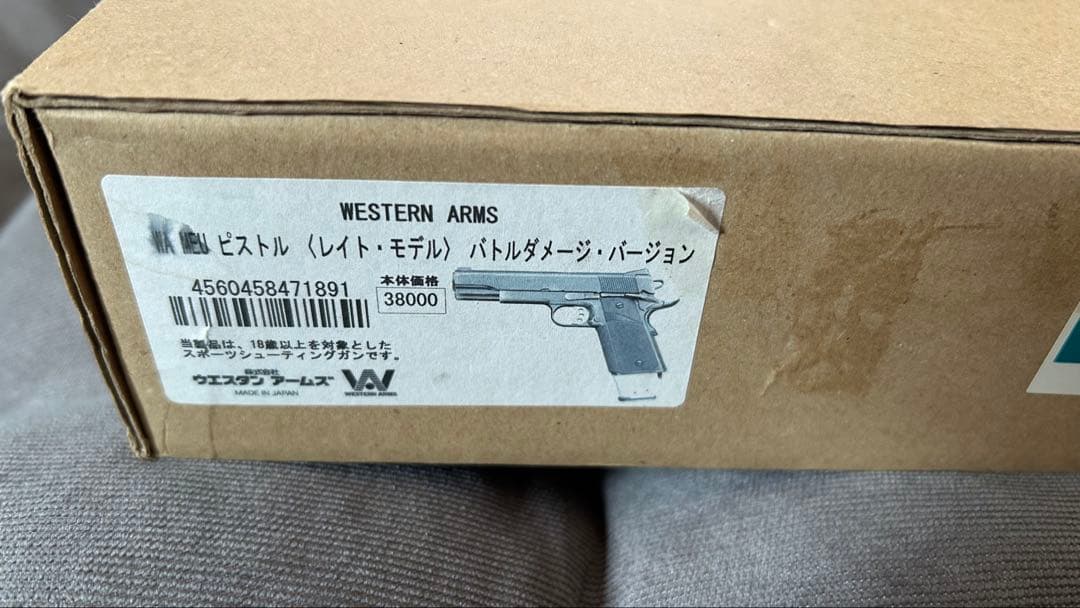 WESTERN ARMS
MEU ピストル 〈レイト・モデル〉 バトルダメージ・バージョン
4560458471891
本体価格
38000
当製品は、18歳以上を対象とした
スポーツシューティングガンです。
株式会社
ウエスタン アームズ
MADE IN JAPAN
WA
WESTERN ARMS